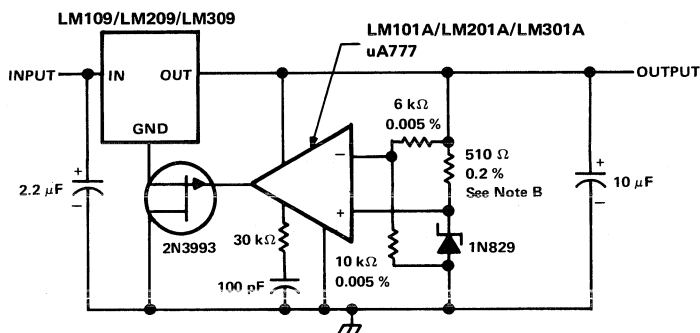 LM109/LM209/LM309
LM101A/LM201A/LM301A
uA777
INPUT
IN
OUT
OUTPUT
GND
6 kΩ
0.005 %
510 Ω
0.2 %
See Note B
+
2.2 μF
−
−
+
+
10 μF
−
2N3993
30 kΩ
10 kΩ
0.005 %
1N829
100 pF